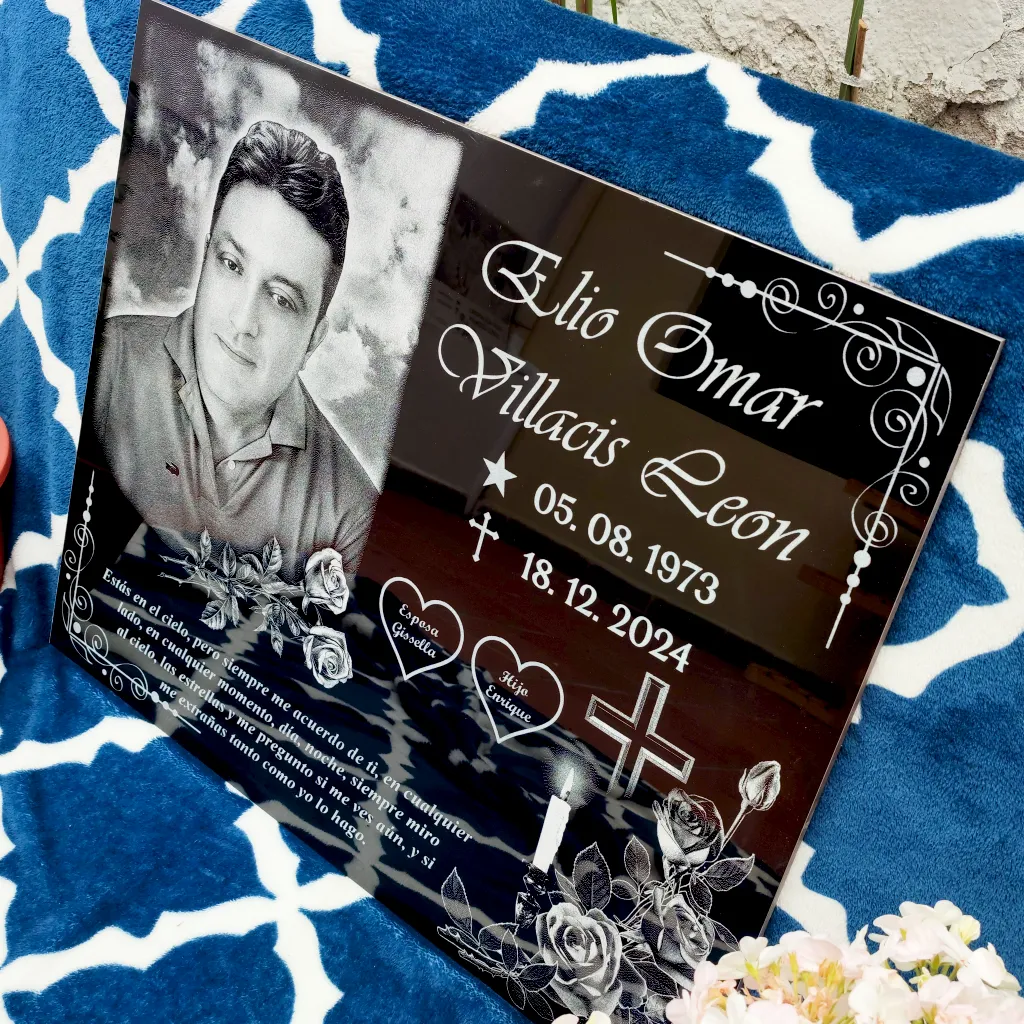 Elio Omar
Villacis Leon
05. 08. 1973
18. 12. 2024
Esposa
Gissella
Hijo
Enrique
Estás en el cielo, pero siempre me acuerdo de ti, en cualquier
lado, en cualquier momento, día, noche, siempre miro
al cielo, las estrellas y me pregunto si me ves aún, y si
me extrañas tanto como yo lo hago.